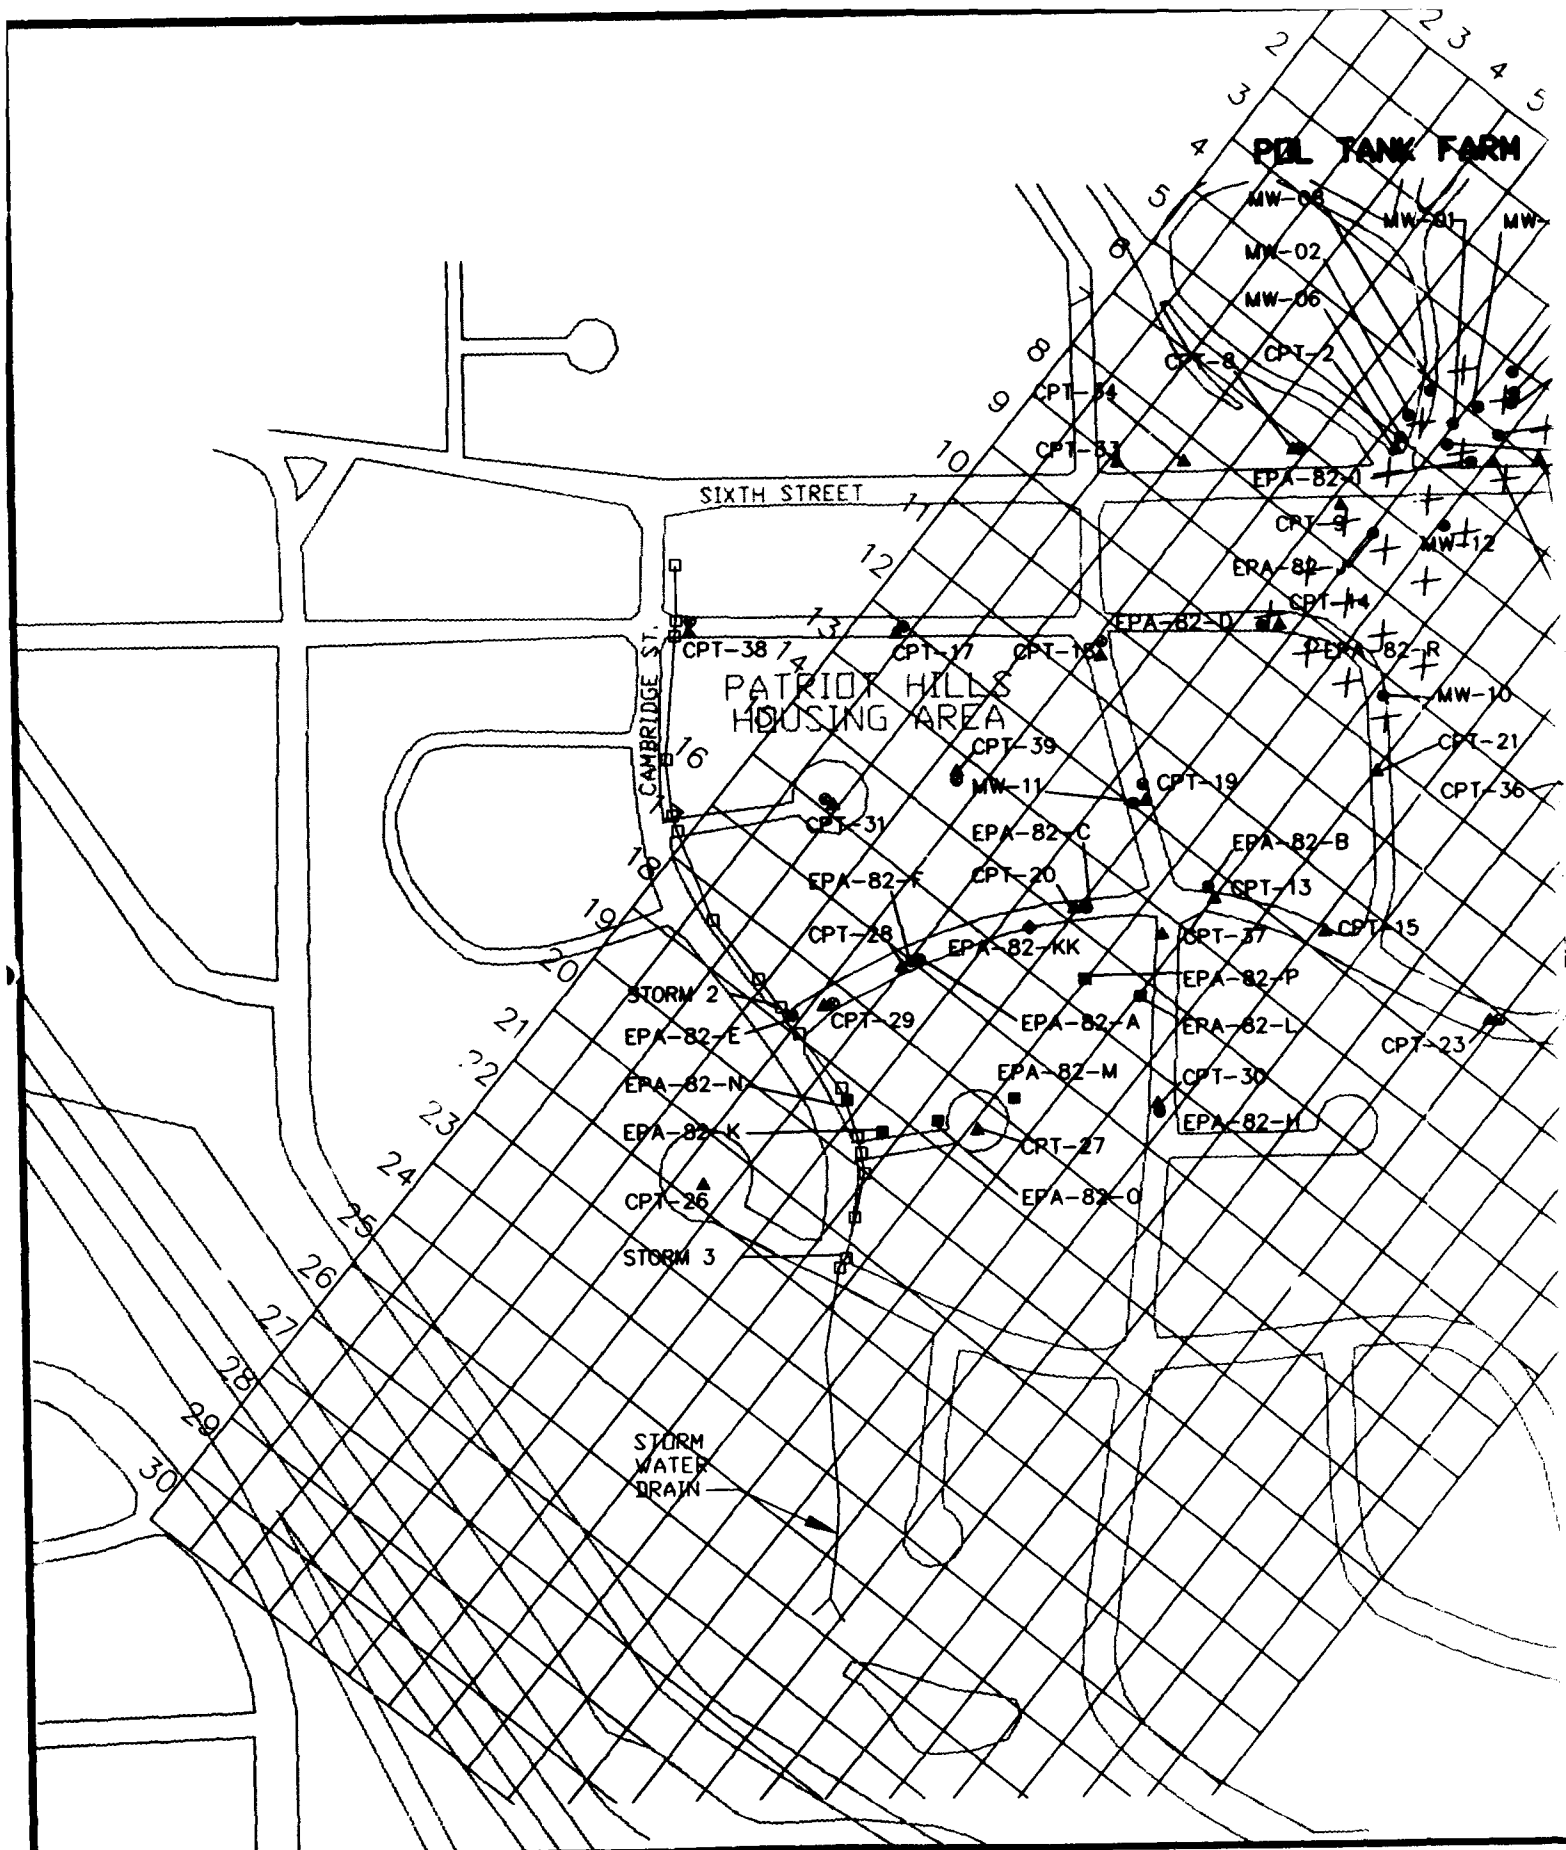 2
3
4
5
2
3
4
5
6
7
8
9
10
11
12
13
14
15
16
17
18
19
20
21
22
23
24
25
26
27
28
29
30
POL TANK FARM
MW-01
MW-
MW-02
MW-06
CPT-8
CPT-2
CPT-34
CPT-33
EPA-82-I
SIXTH STREET
CPT-9
MW-12
EPA-82-J
CPT-14
EPA-82-D
EPA-82-R
CPT-38
CPT-17
CPT-18
CAMBRIDGE ST.
PATRIOT HILLS
HOUSING AREA
MW-10
CPT-39
CPT-21
MW-11
CPT-19
CPT-36
CPT-31
EPA-82-C
EPA-82-B
EPA-82-F
CPT-20
CPT-13
CPT-28
EPA-82-KK
CPT-37
CPT-15
EPA-82-P
STORM 2
CPT-29
EPA-82-A
EPA-82-L
EPA-82-E
CPT-23
EPA-82-N
EPA-82-M
CPT-30
EPA-82-K
EPA-82-H
CPT-27
CPT-26
EPA-82-O
STORM 3
STORM
WATER
DRAIN